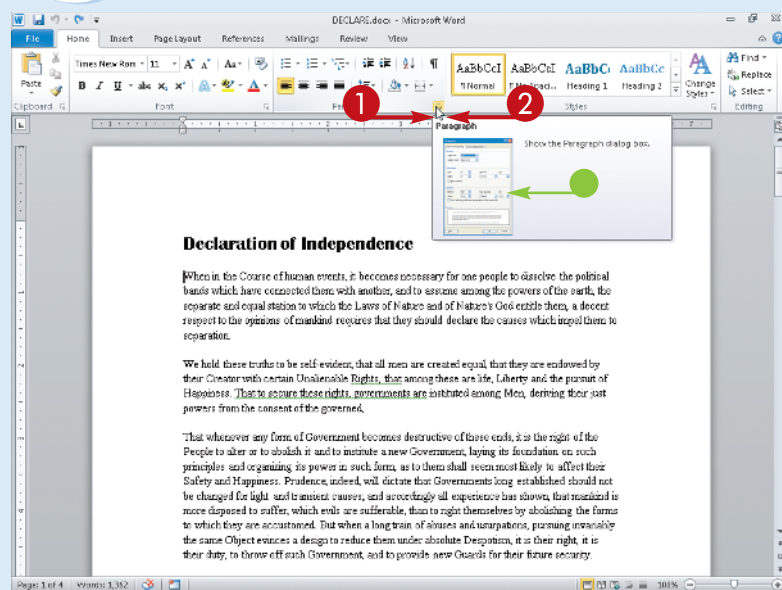 DECLARE.docx - Microsoft Word
File Home Insert Page Layout References Mailings Review View
Paste
Times New Rom 11 A A Aa
B I U abc x, x² A A
AaBbCcI AaBbCcI AaBbC AaBbCc
¶ Normal ¶ No Spaci... Heading 1 Heading 2
Change
Styles
Find
Replace
Select
Clipboard Font Styles Editing
1 2
Paragraph
Show the Paragraph dialog box.
Declaration of Independence
When in the Course of human events, it becomes necessary for one people to dissolve the political
bands which have connected them with another, and to assume among the powers of the earth, the
separate and equal station to which the Laws of Nature and of Nature's God entitle them, a decent
respect to the opinions of mankind requires that they should declare the causes which impel them to
separation.
We hold these truths to be self-evident, that all men are created equal, that they are endowed by
their Creator with certain Unalienable Rights, that among these are life, Liberty and the pursuit of
Happiness. That to secure these rights, governments are instituted among Men, deriving their just
powers from the consent of the governed,
That whenever any form of Government becomes destructive of these ends, it is the right of the
People to alter or to abolish it and to institute a new Government, laying its foundation on such
principles and organizing its power in such form, as to them shall seem most likely to affect their
Safety and Happiness. Prudence, indeed, will dictate that Governments long established should not
be changed for light and transient causes; and accordingly all experience has shown, that mankind is
more disposed to suffer, which evils are sufferable, than to right themselves by abolishing the forms
to which they are accustomed. But when a long train of abuses and usurpations, pursuing invariably
the same Object evinces a design to reduce them under absolute Despotism, it is their right, it is
their duty, to throw off such Government, and to provide new Guards for their future security.
Page: 1 of 4 Words: 1,352 101%